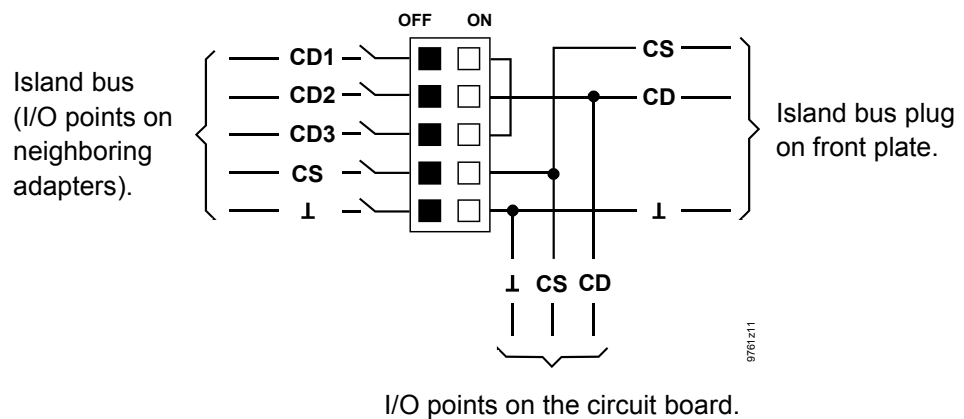 OFF ON
CD1
CS
Island bus
(I/O points on
neighboring
adapters).
CD2
CD
CD3
Island bus plug
on front plate.
CS
⊥
⊥
⊥ CS CD
9761z11
I/O points on the circuit board.